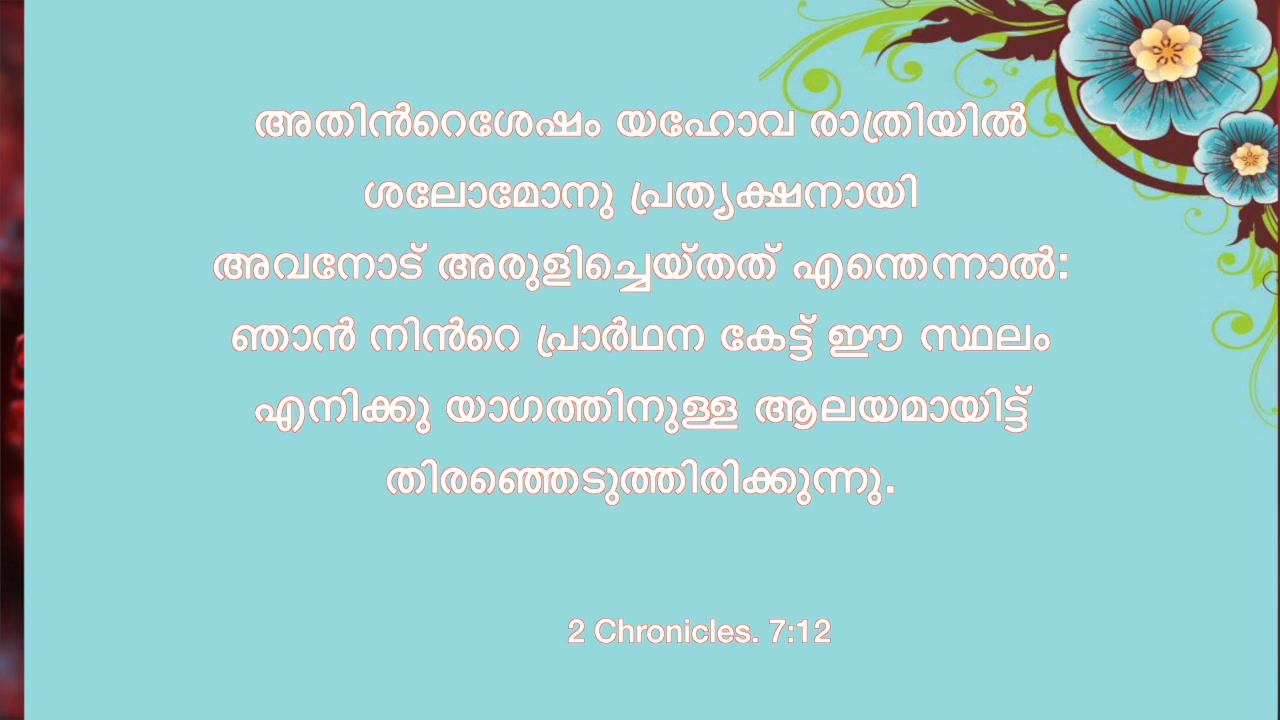 അതിൻറെശേഷം യഹോവ രാത്രിയിൽ
ശലോമോനു പ്രത്യക്ഷനായി
അവനോട് അരുളിച്ചെയ്തത് എന്തെന്നാൽ:
ഞാൻ നിൻറെ പ്രാർഥന കേട്ട് ഈ സ്ഥലം
എനിക്കു യാഗത്തിനുള്ള ആലയമായിട്ട്
തിരഞ്ഞെടുത്തിരിക്കുന്നു.
2 Chronicles. 7:12